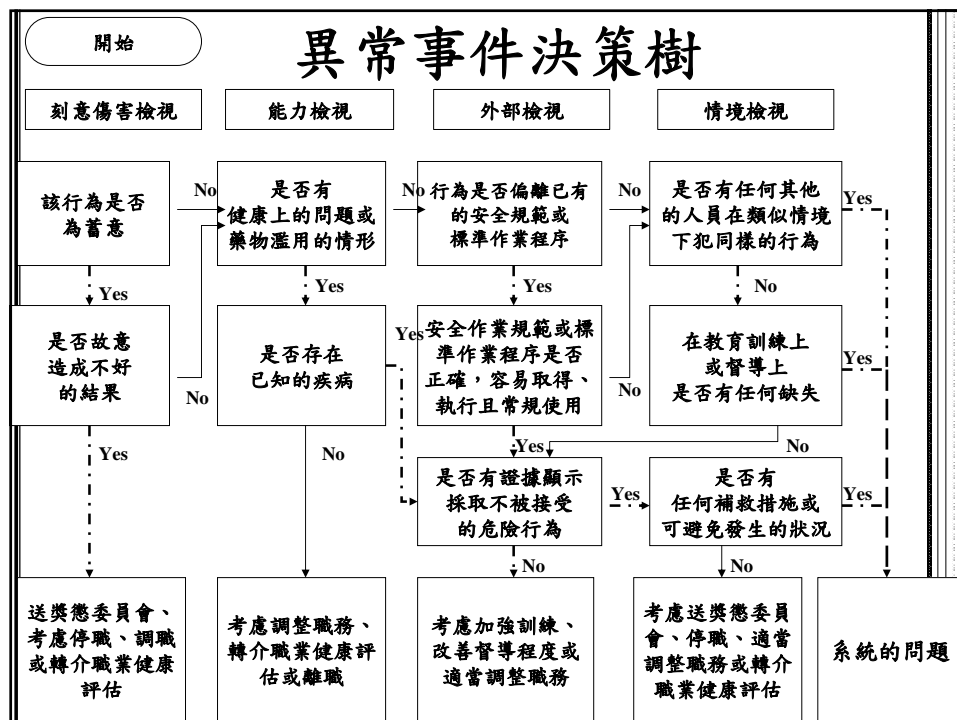 開始
異常事件決策樹
刻意傷害檢視
能力檢視
外部檢視
情境檢視
該行為是否
為蓄意
No
是否有
健康上的問題或
藥物濫用的情形
No
行為是否偏離已有
的安全規範或
標準作業程序
No
是否有任何其他
的人員在類似情境
下犯同樣的行為
Yes
Yes
Yes
Yes
No
是否故意
造成不好
的結果
No
是否存在
已知的疾病
Yes
安全作業規範或標
準作業程序是否
正確，容易取得、
執行且常規使用
No
在教育訓練上
或督導上
是否有任何缺失
Yes
Yes
No
Yes
No
是否有證據顯示
採取不被接受
的危險行為
Yes
是否有
任何補救措施或
可避免發生的狀況
Yes
No
No
送獎懲委員會、
考慮停職、調職
或轉介職業健康
評估
考慮調整職務、
轉介職業健康評
估或離職
考慮加強訓練、
改善督導程度或
適當調整職務
考慮送獎懲委員
會、停職、適當
調整職務或轉介
職業健康評估
系統的問題